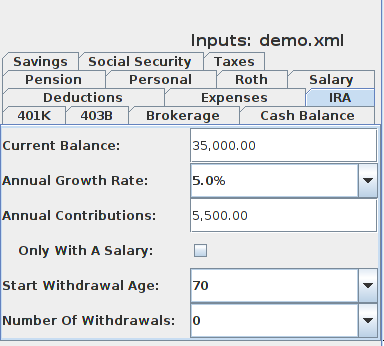 Inputs: demo.xml
Savings Social Security Taxes
Pension Personal Roth Salary
Deductions Expenses IRA
401K 403B Brokerage Cash Balance
Current Balance: 35,000.00
Annual Growth Rate: 5.0%
Annual Contributions: 5,500.00
Only With A Salary:
Start Withdrawal Age: 70
Number Of Withdrawals: 0